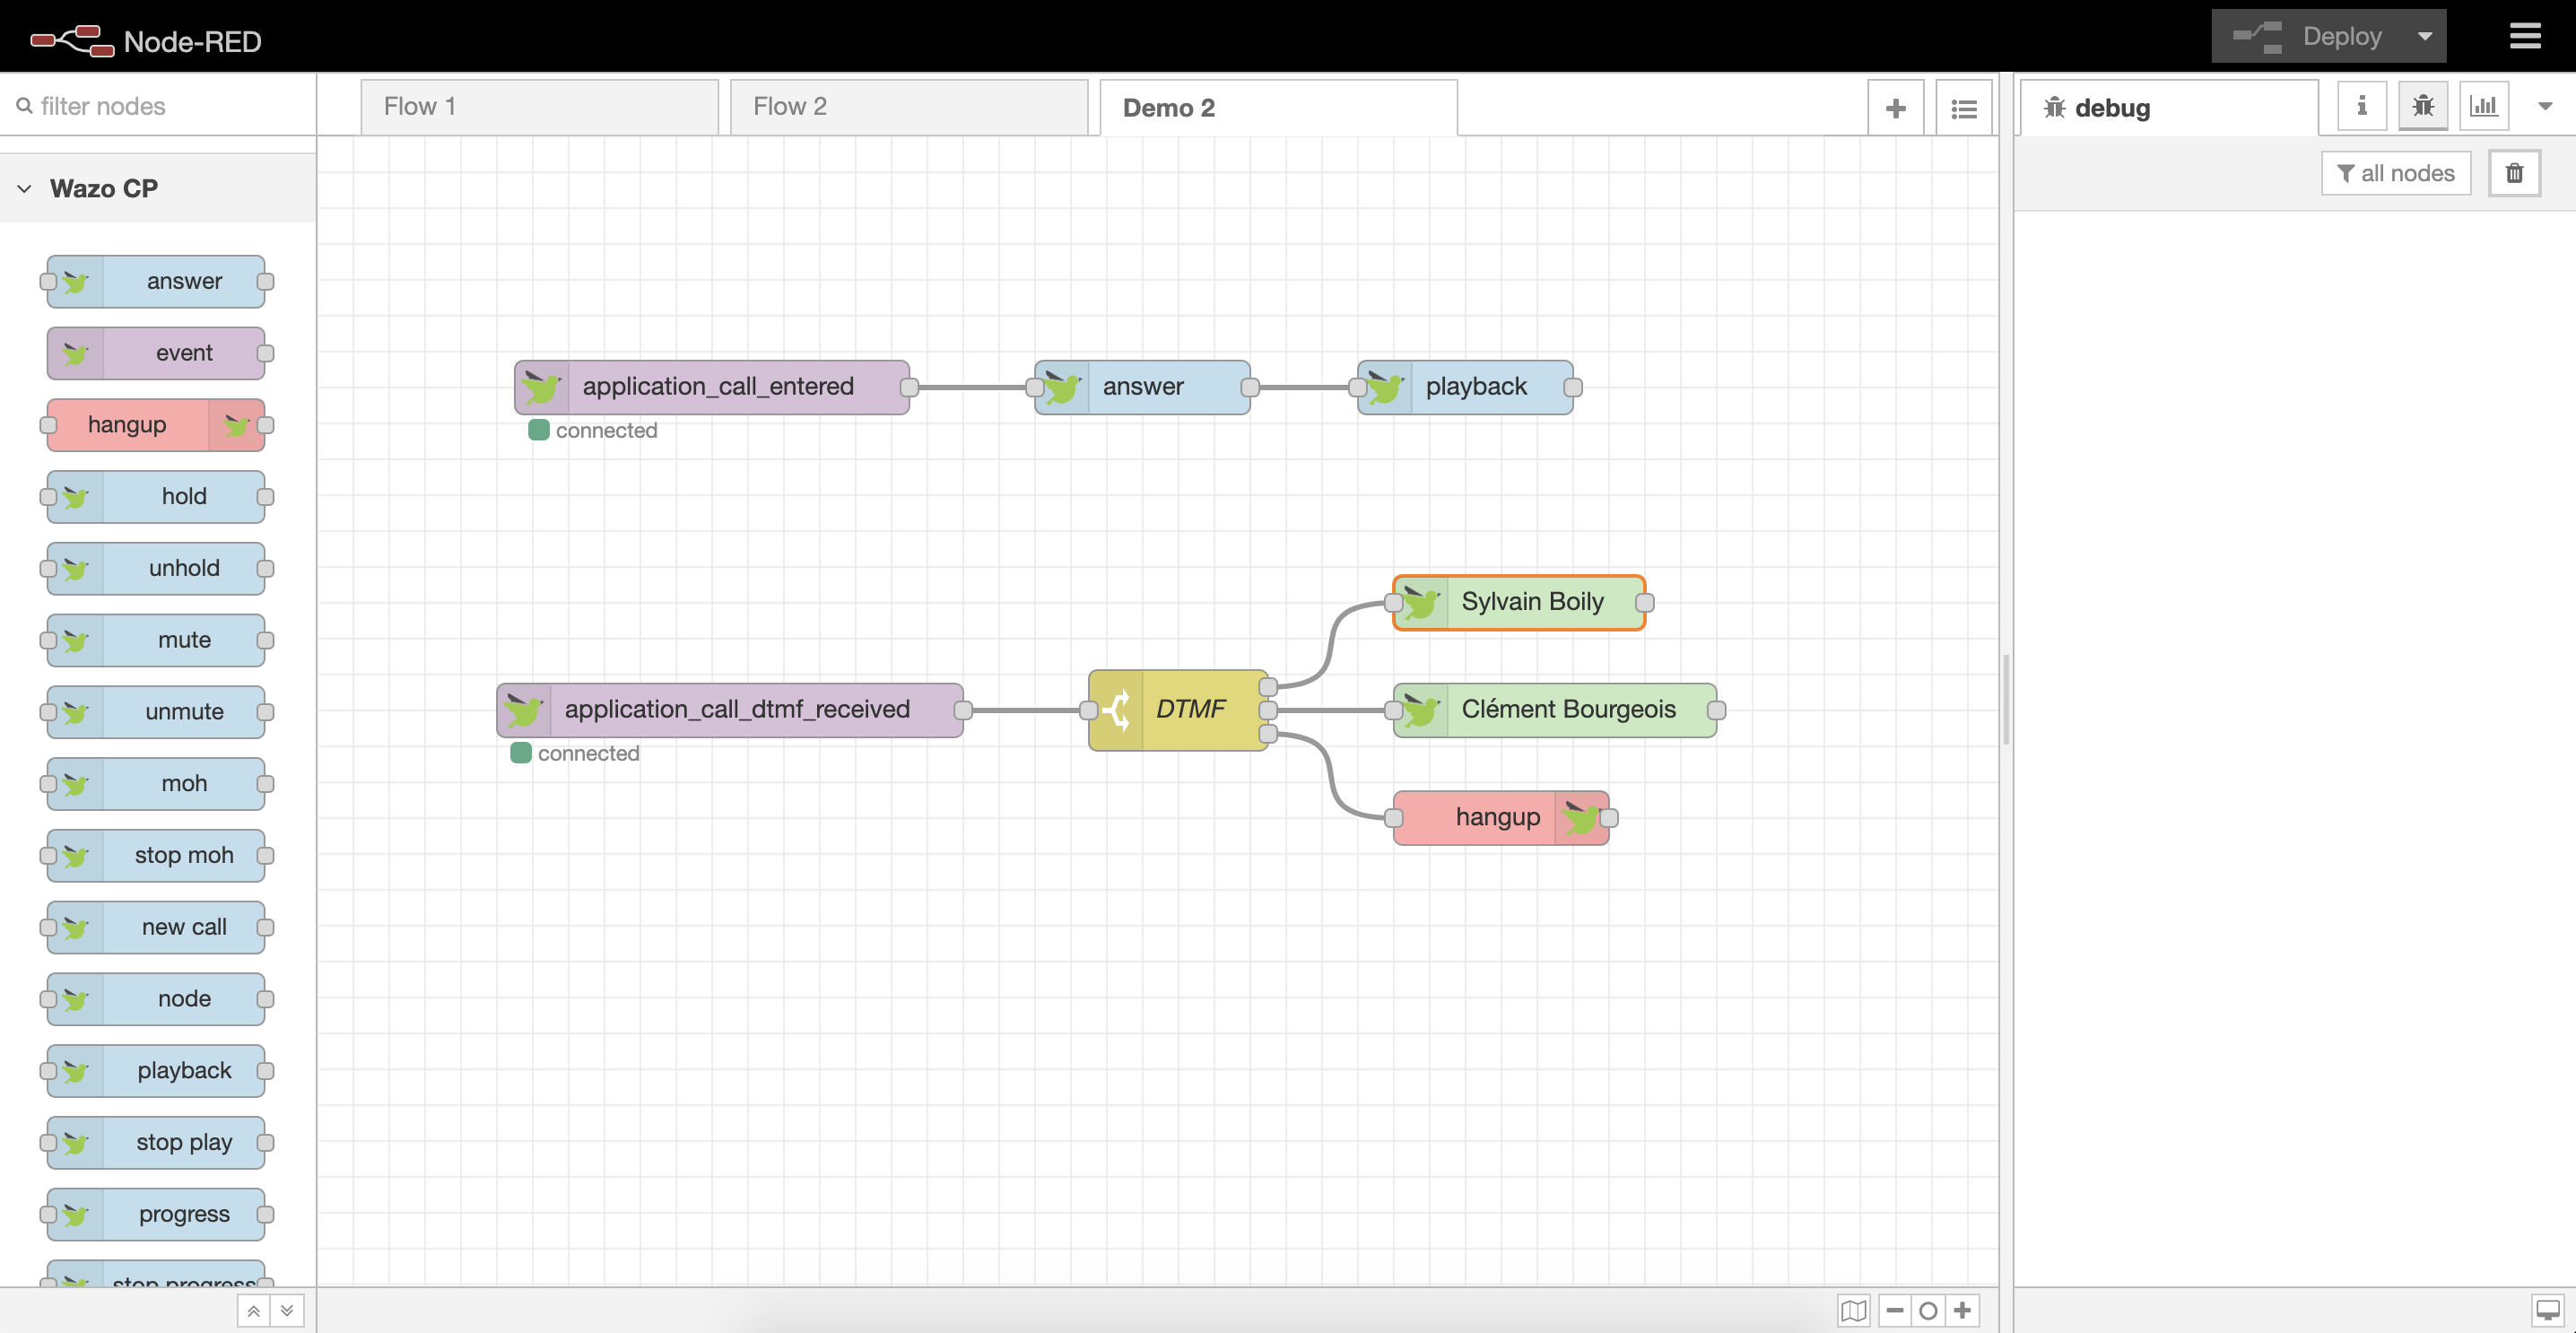 Node-RED
Deploy
filter nodes
Flow 1
Flow 2
Demo 2
debug
all nodes
Wazo CP
answer
event
hangup
hold
unhold
mute
unmute
moh
stop moh
new call
node
playback
stop play
progress
stop progress
application_call_entered
connected
answer
playback
application_call_dtmf_received
connected
DTMF
Sylvain Boily
Clément Bourgeois
hangup